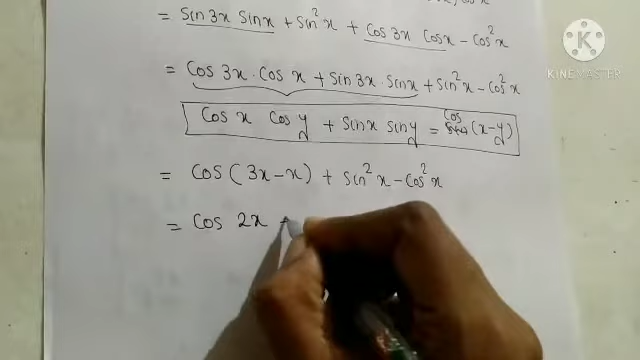 = Sin 3x Sinx + Sin²x + Cos 3x Cosx - Cos²x
= Cos 3x · Cos x + Sin 3x · Sinx + Sin²x - Cos²x
Cos x Cos y + Sinx siny = Cos (x-y)
= Cos (3x - x) + Sin²x - Cos²x
= Cos 2x
K
KINEMASTER